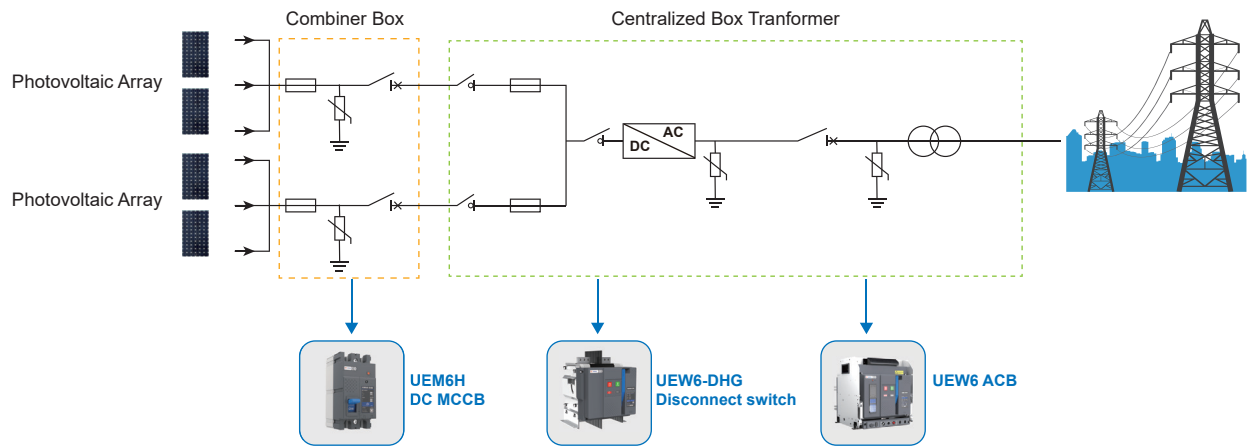 Combiner Box
Centralized Box Tranformer
Photovoltaic Array
AC
DC
Photovoltaic Array
UEM6H
DC MCCB
UEW6-DHG
Disconnect switch
UEW6 ACB